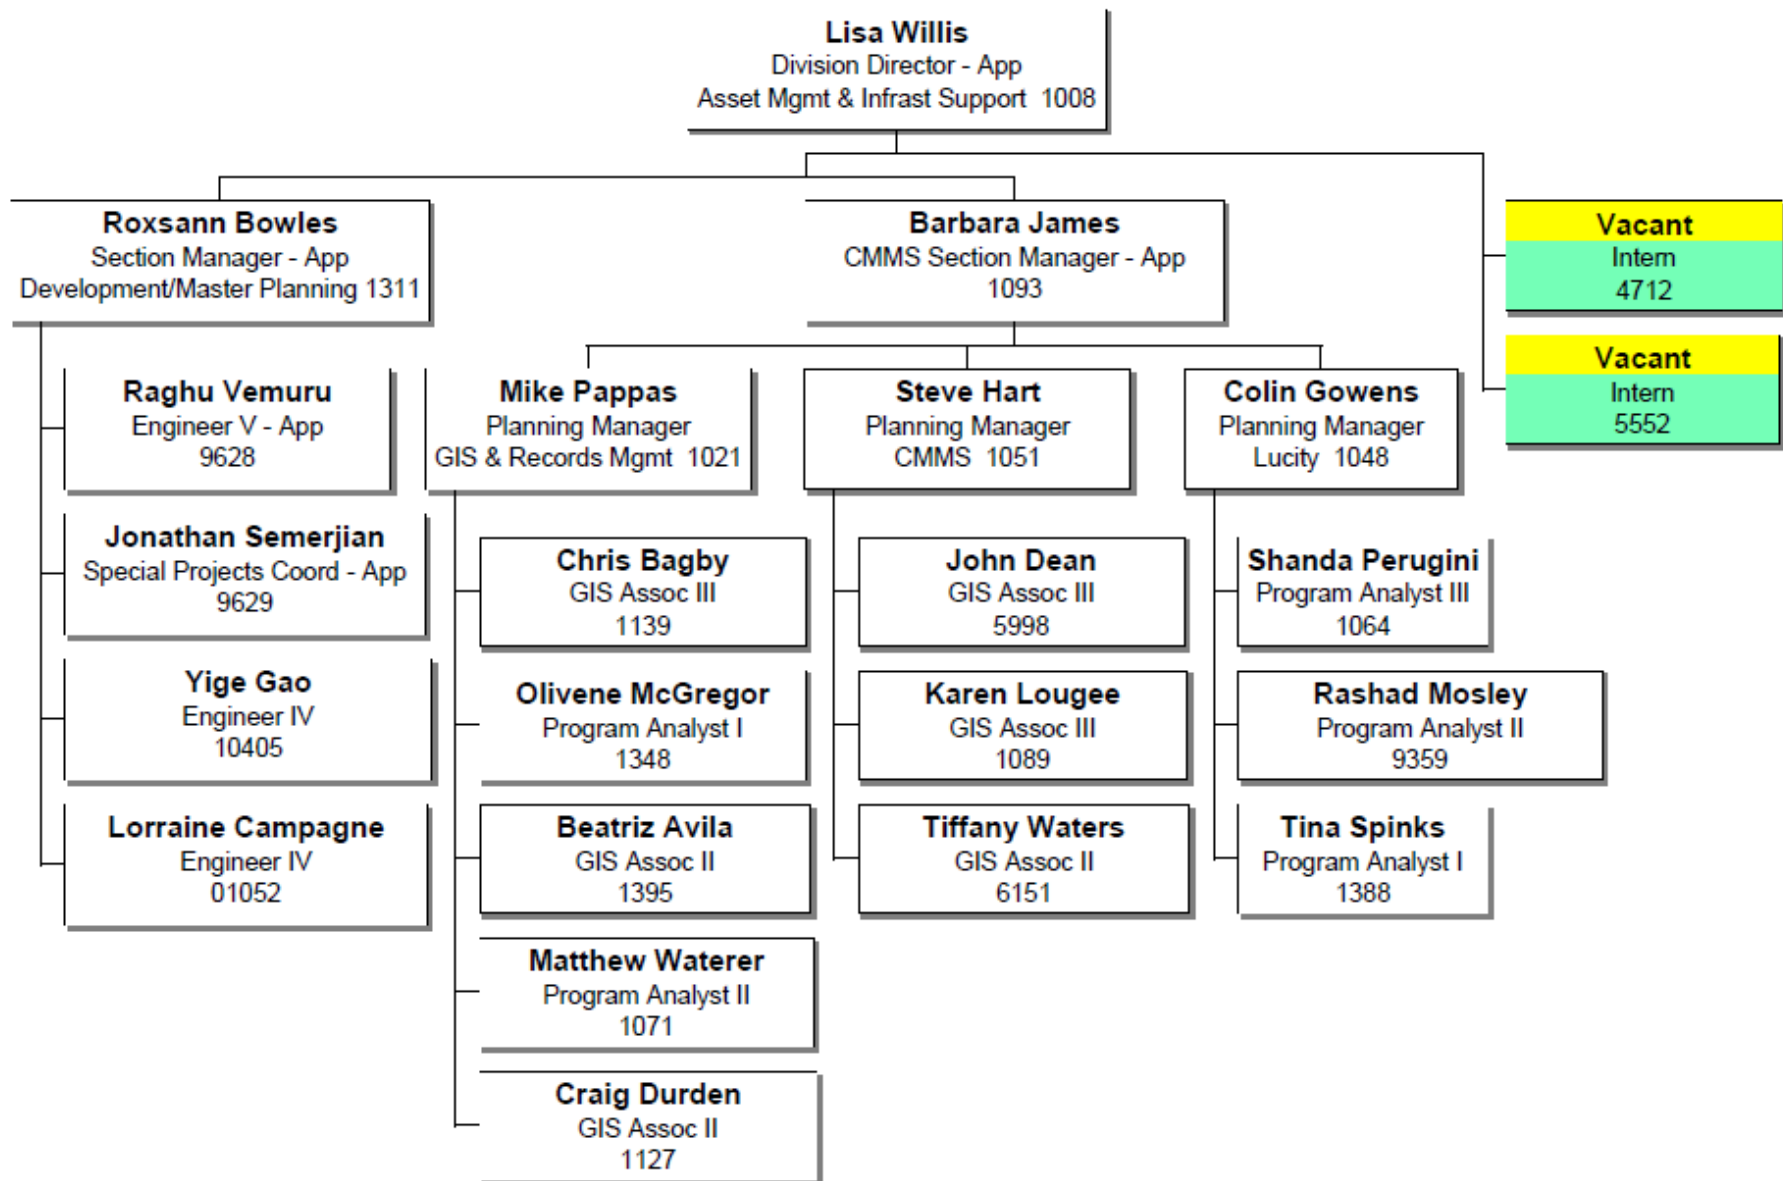 Lisa Willis
Division Director - App
Asset Mgmt & Infrast Support 1008
Roxsann Bowles
Section Manager - App
Development/Master Planning 1311
Barbara James
CMMS Section Manager - App
1093
Vacant
Intern
4712
Vacant
Intern
5552
Raghu Vemuru
Engineer V - App
9628
Jonathan Semerjian
Special Projects Coord - App
9629
Yige Gao
Engineer IV
10405
Lorraine Campagne
Engineer IV
01052
Mike Pappas
Planning Manager
GIS & Records Mgmt 1021
Chris Bagby
GIS Assoc III
1139
Olivene McGregor
Program Analyst I
1348
Beatriz Avila
GIS Assoc II
1395
Matthew Waterer
Program Analyst II
1071
Craig Durden
GIS Assoc II
1127
Steve Hart
Planning Manager
CMMS 1051
John Dean
GIS Assoc III
5998
Karen Lougee
GIS Assoc III
1089
Tiffany Waters
GIS Assoc II
6151
Colin Gowens
Planning Manager
Lucity 1048
Shanda Perugini
Program Analyst III
1064
Rashad Mosley
Program Analyst II
9359
Tina Spinks
Program Analyst I
1388